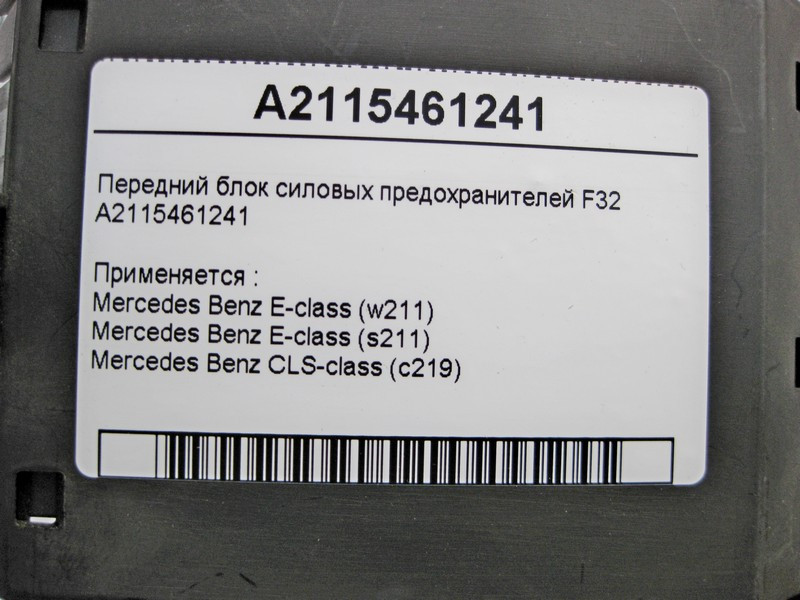 A2115461241
Передний блок силовых предохранителей F32
A2115461241
Применяется :
Mercedes Benz E-class (w211)
Mercedes Benz E-class (s211)
Mercedes Benz CLS-class (c219)